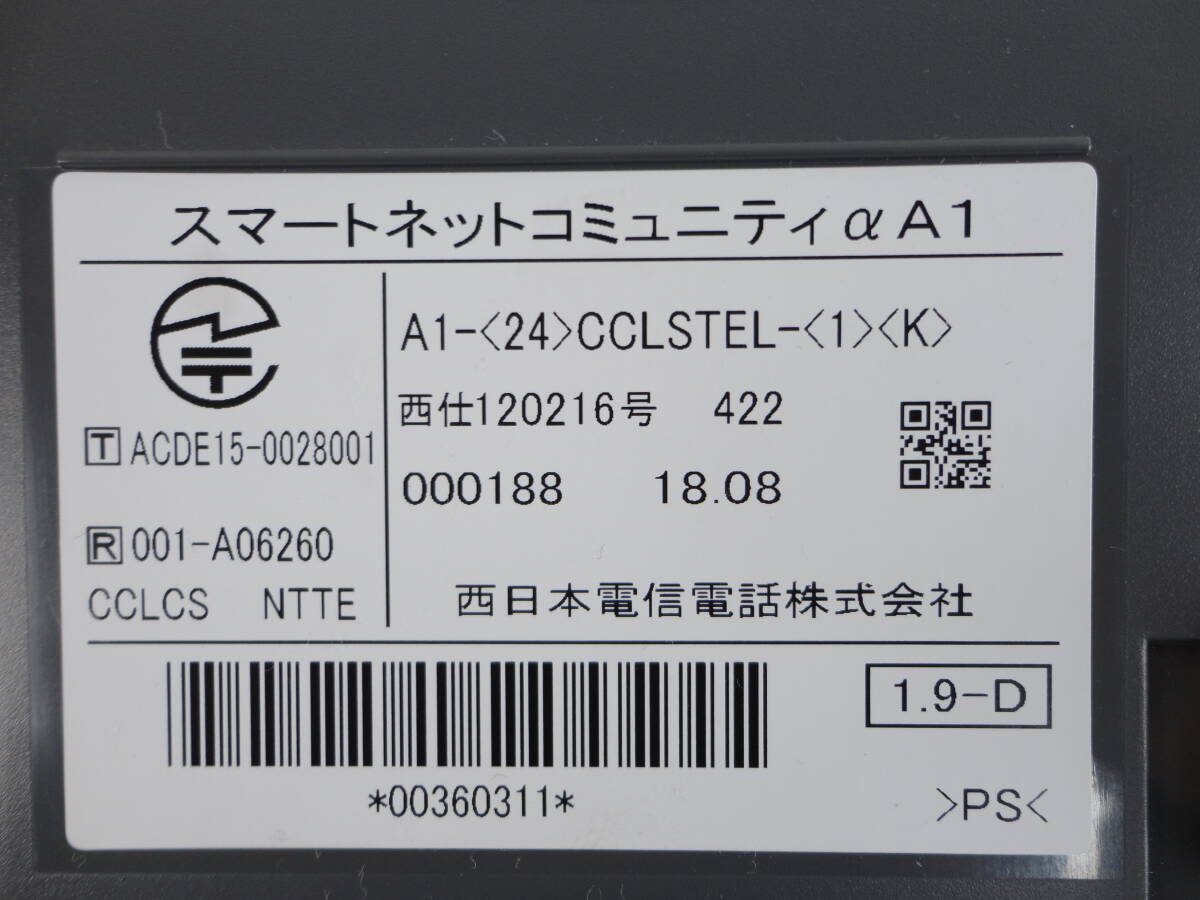 スマートネットコミュニティαA1
A1-<24>CCLSTEL-<1><K>
西仕120216号 422
T ACDE15-0028001
000188 18.08
R 001-A06260
CCLCS NTTE
西日本電信電話株式会社
1.9-D
*00360311*
>PS<